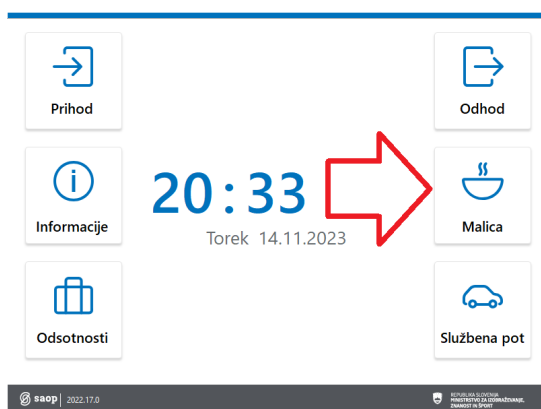 Prihod
Odhod
Informacije
20:33
Torek 14.11.2023
Malica
Odsotnosti
Službena pot
saop 2022.17.0
REPUBLIKA SLOVENIJA
MINISTRSTVO ZA IZOBRAŽEVANJE,
ZNANOST IN ŠPORT